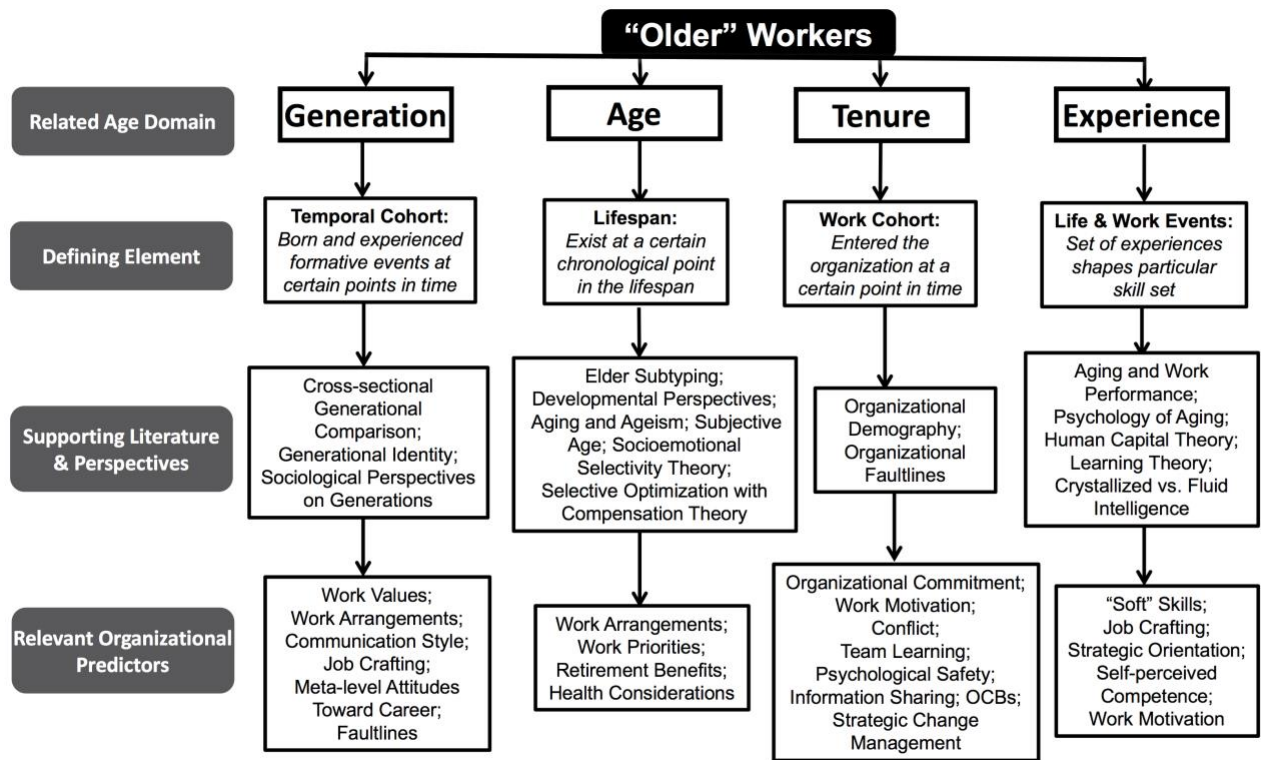 “Older” Workers
Related Age Domain
Generation
Age
Tenure
Experience
Defining Element
Temporal Cohort:
Born and experienced
formative events at
certain points in time
Lifespan:
Exist at a certain
chronological point
in the lifespan
Work Cohort:
Entered the
organization at a
certain point in time
Life & Work Events:
Set of experiences
shapes particular
skill set
Supporting Literature
& Perspectives
Cross-sectional
Generational
Comparison;
Generational Identity;
Sociological Perspectives
on Generations
Elder Subtyping;
Developmental Perspectives;
Aging and Ageism; Subjective
Age; Socioemotional
Selectivity Theory;
Selective Optimization with
Compensation Theory
Organizational
Demography;
Organizational
Faultlines
Aging and Work
Performance;
Psychology of Aging;
Human Capital Theory;
Learning Theory;
Crystallized vs. Fluid
Intelligence
Relevant Organizational
Predictors
Work Values;
Work Arrangements;
Communication Style;
Job Crafting;
Meta-level Attitudes
Toward Career;
Faultlines
Work Arrangements;
Work Priorities;
Retirement Benefits;
Health Considerations
Organizational Commitment;
Work Motivation;
Conflict;
Team Learning;
Psychological Safety;
Information Sharing; OCBs;
Strategic Change
Management
“Soft” Skills;
Job Crafting;
Strategic Orientation;
Self-perceived
Competence;
Work Motivation